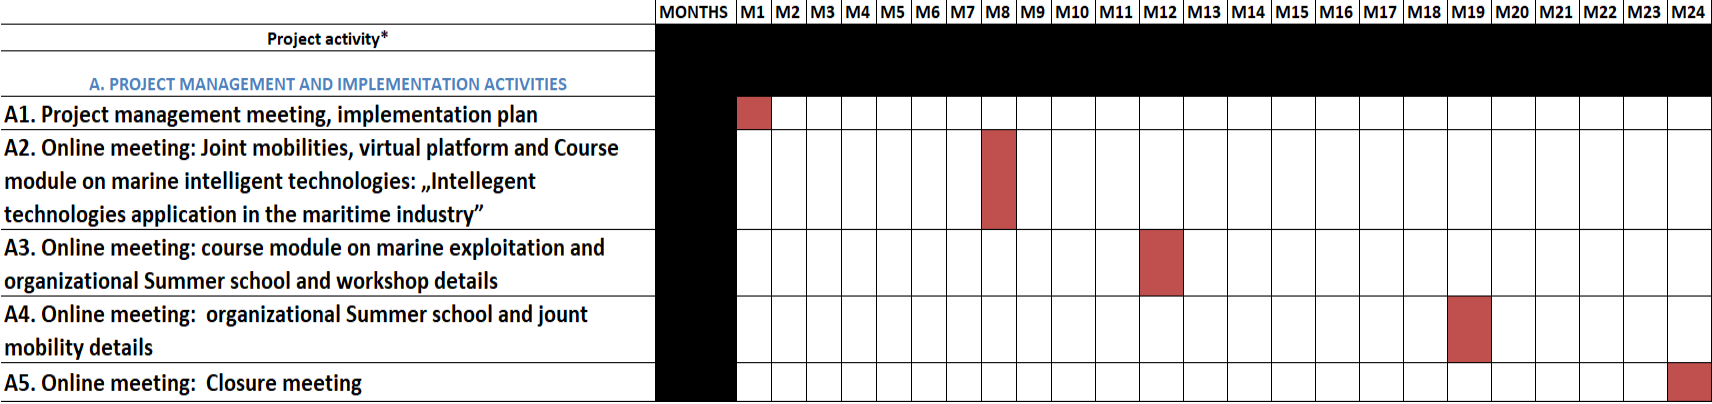 MONTHS M1 M2 M3 M4 M5 M6 M7 M8 M9 M10 M11 M12 M13 M14 M15 M16 M17 M18 M19 M20 M21 M22 M23 M24
Project activity*
A. PROJECT MANAGEMENT AND IMPLEMENTATION ACTIVITIES
A1. Project management meeting, implementation plan
A2. Online meeting: Joint mobilities, virtual platform and Course
module on marine intelligent technologies: „Intellegent
technologies application in the maritime industry”
A3. Online meeting: course module on marine exploitation and
organizational Summer school and workshop details
A4. Online meeting:  organizational Summer school and jount
mobility details
A5. Online meeting:  Closure meeting